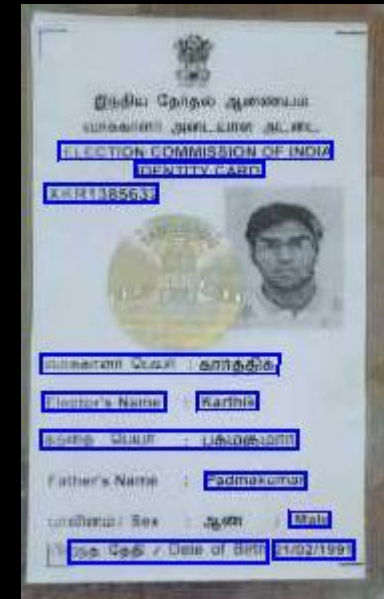 இந்திய தேர்தல் ஆணையம்
வாக்காளர் அடையாள அட்டை
ELECTION COMMISSION OF INDIA
IDENTITY CARD
XKR1385632
வாக்காளர் பெயர் : கார்த்திக்
Elector's Name : Karthik
தந்தை பெயர் : பத்மகுமார்
Father's Name : Padmakumar
பாலினம் / Sex : ஆண் / Male
பிறந்த தேதி / Date of Birth 21/02/1991